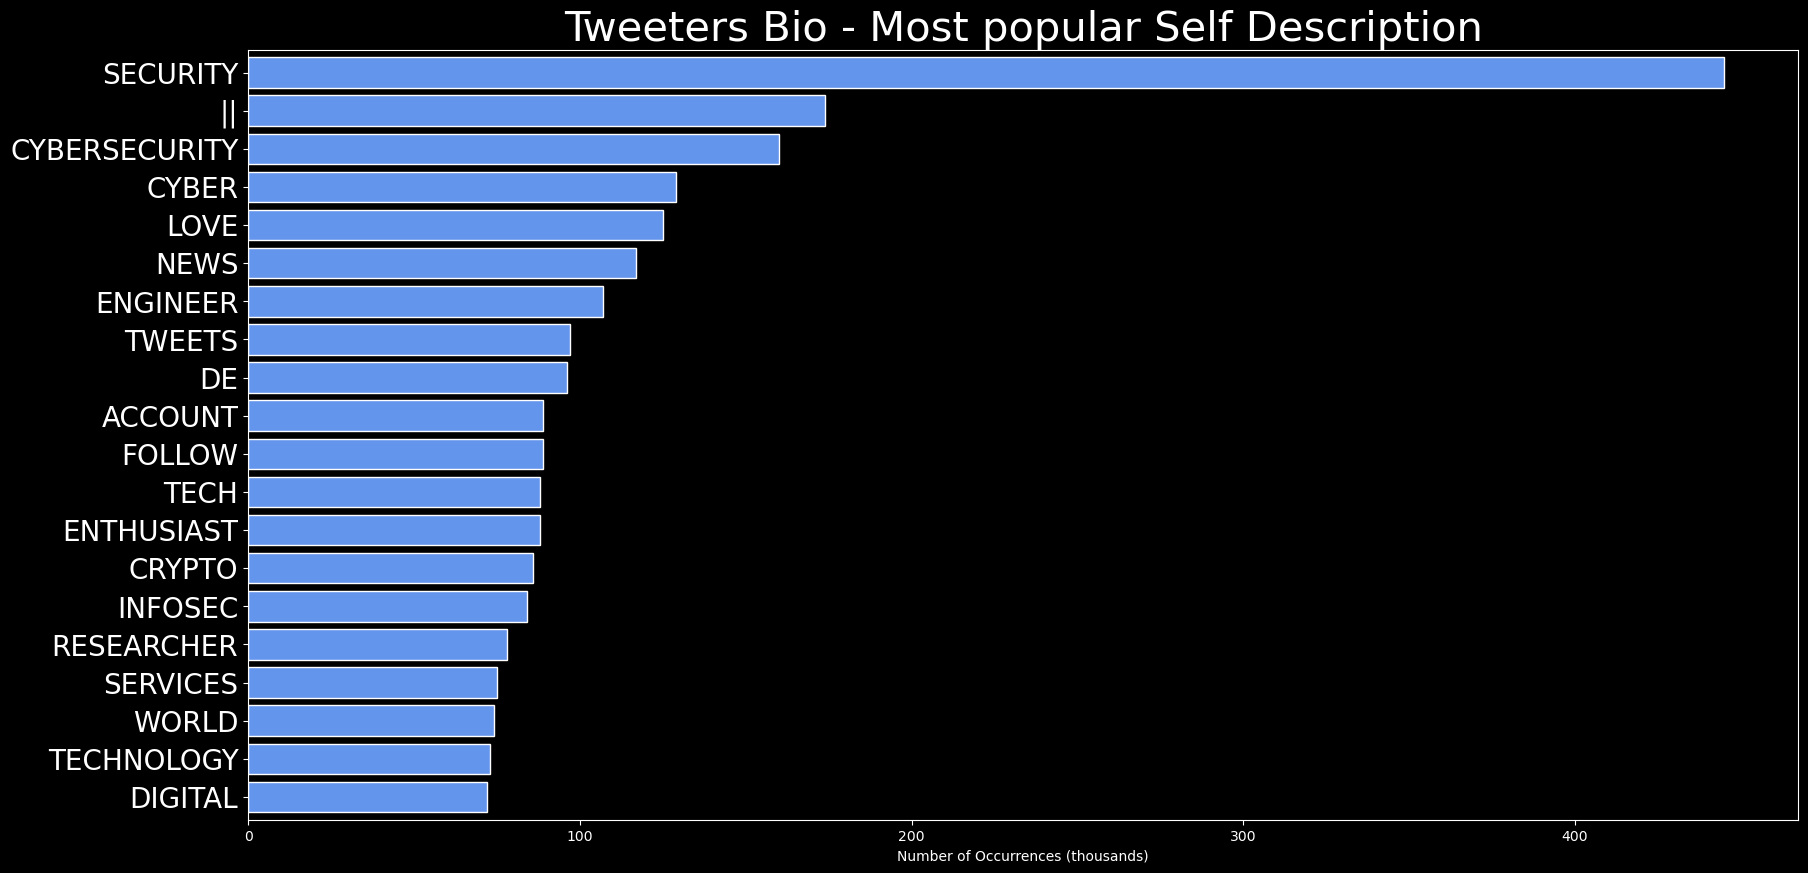 Tweeters Bio - Most popular Self Description
SECURITY
||
CYBERSECURITY
CYBER
LOVE
NEWS
ENGINEER
TWEETS
DE
ACCOUNT
FOLLOW
TECH
ENTHUSIAST
CRYPTO
INFOSEC
RESEARCHER
SERVICES
WORLD
TECHNOLOGY
DIGITAL
0 100 200 300 400
Number of Occurrences (thousands)